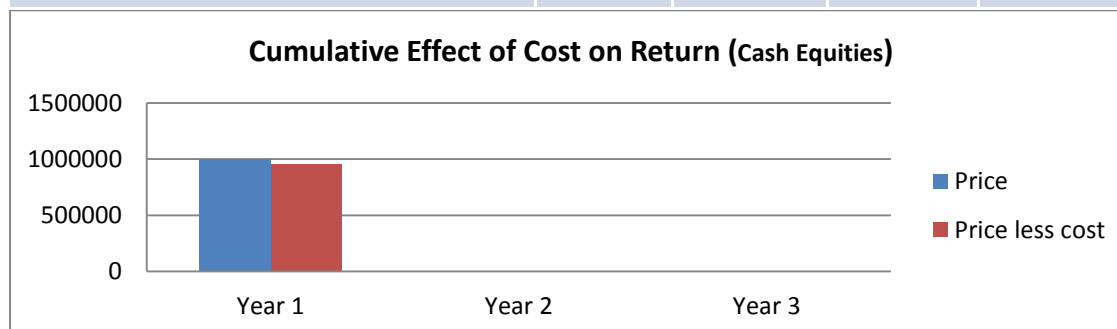 Cumulative Effect of Cost on Return (Cash Equities)
1500000
1000000
500000
0
Year 1 Year 2 Year 3
Price
Price less cost